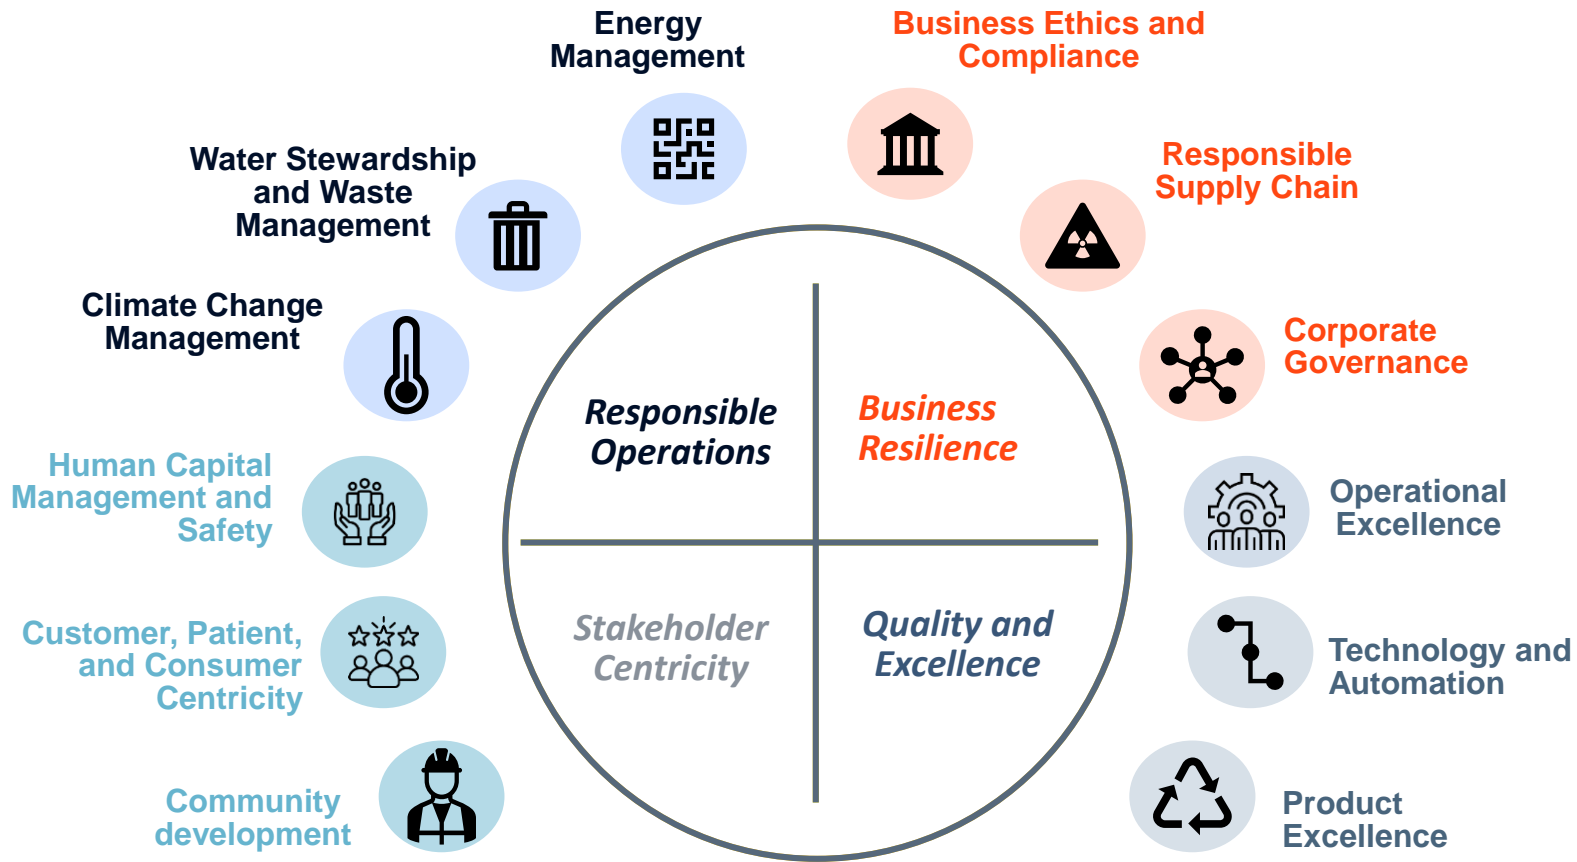 Energy
Management
Business Ethics and
Compliance
Water Stewardship
and Waste
Management
Responsible
Supply Chain
Climate Change
Management
Corporate
Governance
Responsible
Operations
Business
Resilience
Human Capital
Management and
Safety
Operational
Excellence
Customer, Patient,
and Consumer
Centricity
Stakeholder
Centricity
Quality and
Excellence
Technology and
Automation
Community
development
Product
Excellence